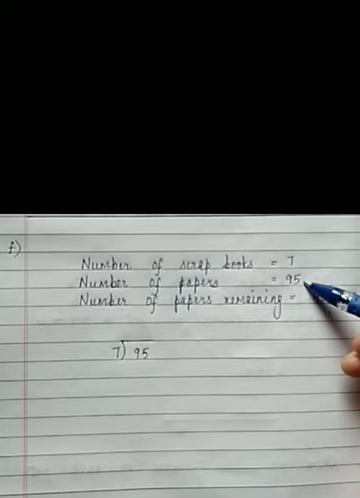 f)
Number of scrap books = 7
Number of papers = 95
Number of papers remaining =
7) 95